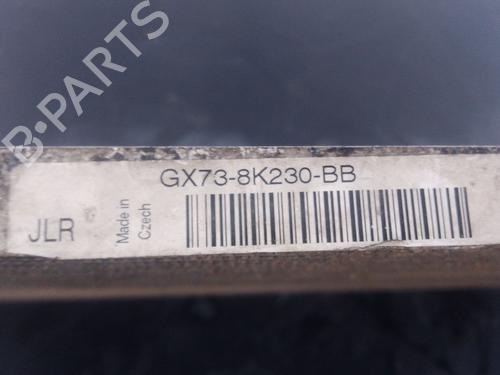 B-PARTS
GX73-8K230-BB
JLR
Made in
Czech